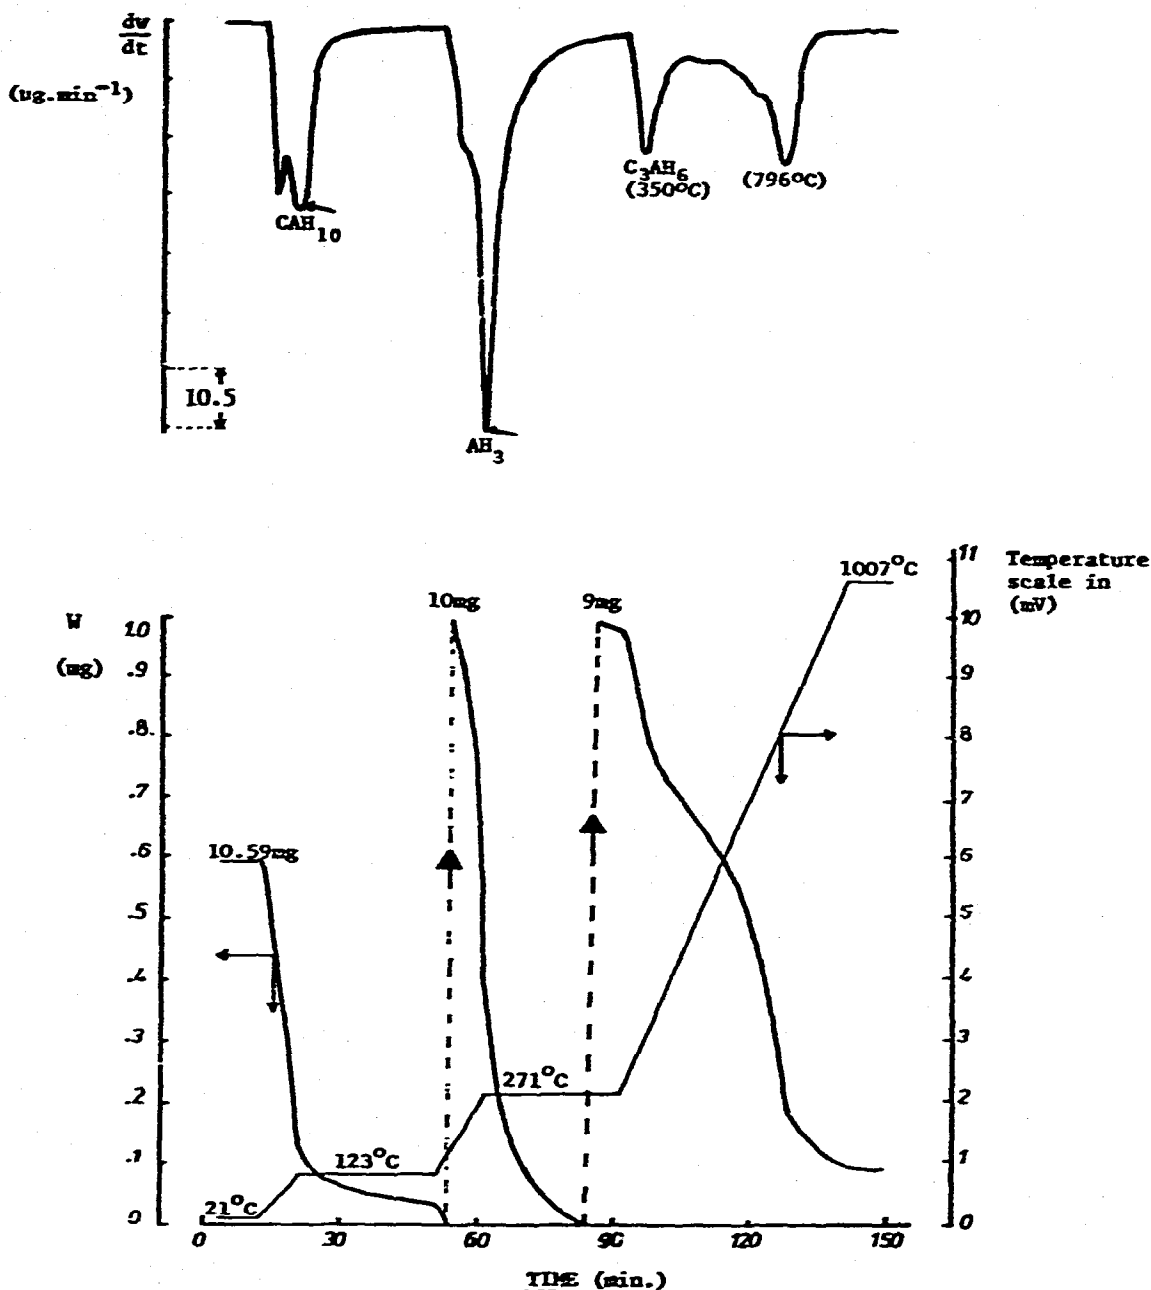 dw
dt
(ug.min⁻¹)
10.5
CAH₁₀
AH₃
C₃AH₆
(350°C)
(796°C)
W
(mg)
1.0
.9
.8
.7
.6
.5
.4
.3
.2
.1
0
10.59mg
10mg
9mg
21°C
123°C
271°C
1007°C
11
10
9
8
7
6
5
4
3
2
1
0
Temperature
scale in
(mV)
0 30 60 90 120 150
TIME (min.)